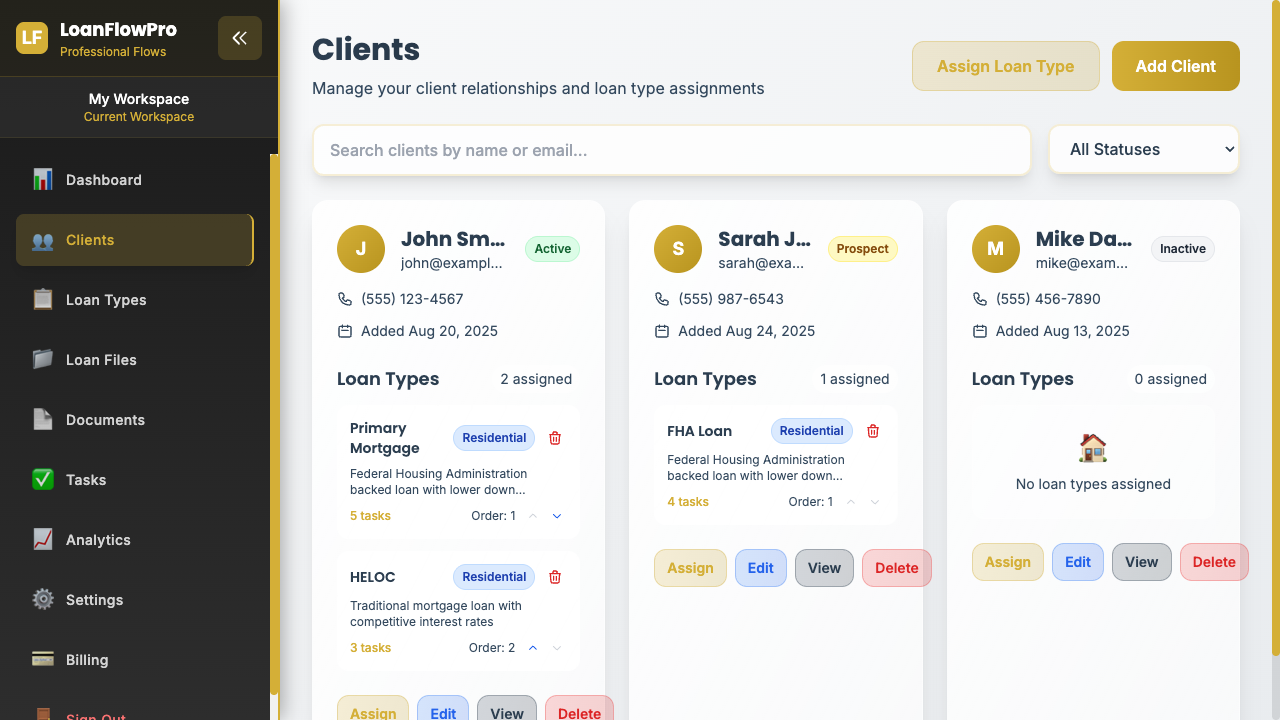 LF
LoanFlowPro
Professional Flows
My Workspace
Current Workspace
Dashboard
Clients
Loan Types
Loan Files
Documents
Tasks
Analytics
Settings
Billing
Sign Out
Clients
Manage your client relationships and loan type assignments
Assign Loan Type
Add Client
Search clients by name or email...
All Statuses
J
John Sm...
john@exampl...
Active
(555) 123-4567
Added Aug 20, 2025
Loan Types
2 assigned
Primary
Mortgage
Residential
Federal Housing Administration
backed loan with lower down...
5 tasks
Order: 1
HELOC
Residential
Traditional mortgage loan with
competitive interest rates
3 tasks
Order: 2
Assign
Edit
View
Delete
S
Sarah J...
sarah@exa...
Prospect
(555) 987-6543
Added Aug 24, 2025
Loan Types
1 assigned
FHA Loan
Residential
Federal Housing Administration
backed loan with lower down...
4 tasks
Order: 1
Assign
Edit
View
Delete
M
Mike Da...
mike@exam...
Inactive
(555) 456-7890
Added Aug 13, 2025
Loan Types
0 assigned
No loan types assigned
Assign
Edit
View
Delete